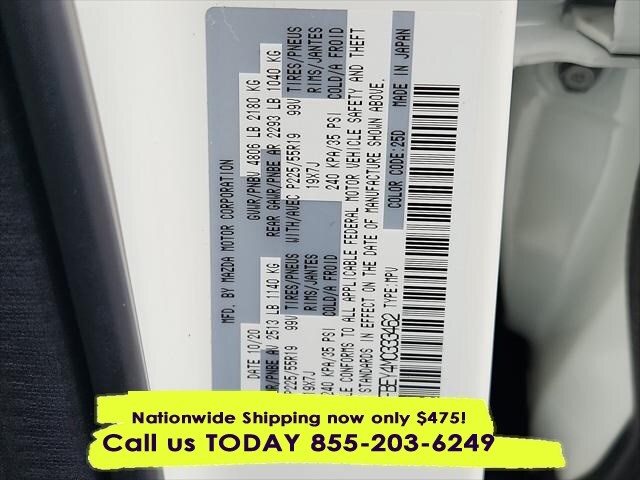 MFD. BY MAZDA MOTOR CORPORATION
DATE 10/20 GVWR/PNBV 4806 LB 2180 KG
/PNBE AV 2513 LB 1140 KG REAR GAWR/PNBE AR 2293 LB 1040 KG
P225/55R19 99V TIRES/PNEUS WITH/AVEC P225/55R19 99V TIRES/PNEUS
19X7J RIMS/JANTES 19X7J RIMS/JANTES
240 KPA/35 PSI COLD/A FROID 240 KPA/35 PSI COLD/A FROID
CONFORMS TO ALL APPLICABLE FEDERAL MOTOR VEHICLE SAFETY AND THEFT
STANDARDS IN EFFECT ON THE DATE OF MANUFACTURE SHOWN ABOVE.
TYPE:MPV COLOR CODE:25D MADE IN JAPAN
Nationwide Shipping now only $475!
Call us TODAY 855-203-6249